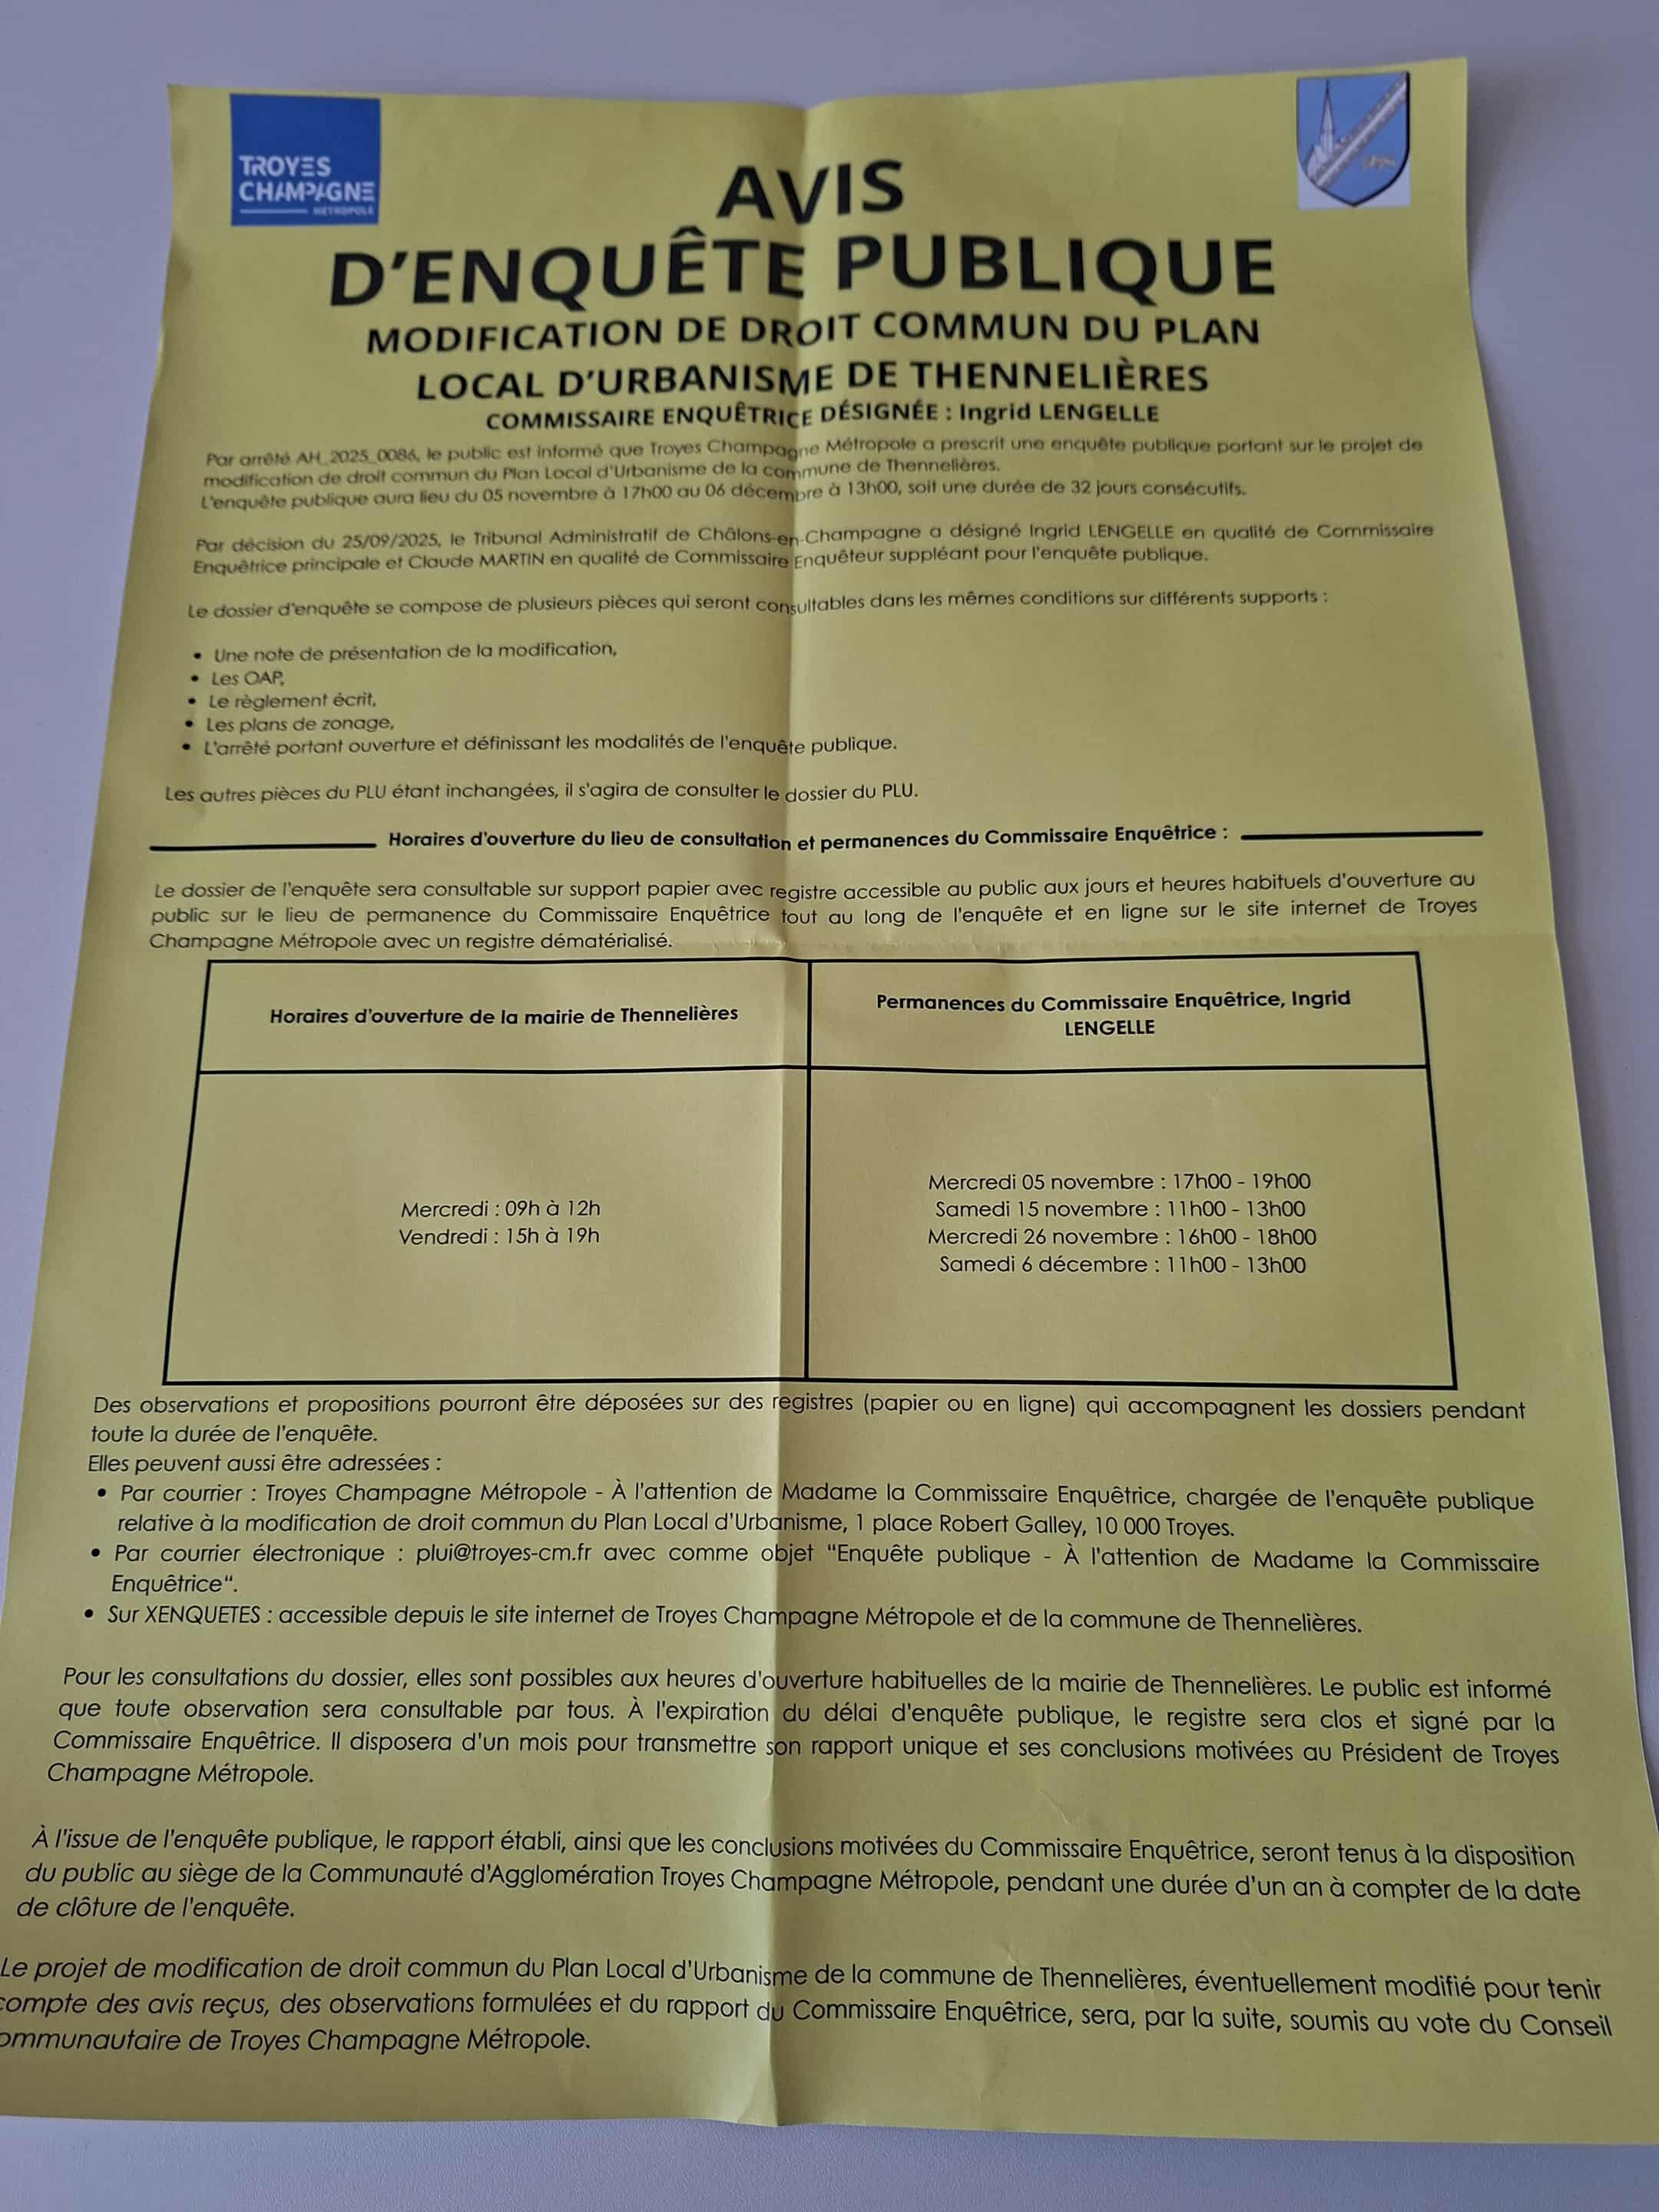 TROYES
CHAMPAGNE
MÉTROPOLE
AVIS
D'ENQUÊTE PUBLIQUE
MODIFICATION DE DROIT COMMUN DU PLAN
LOCAL D'URBANISME DE THENNELIÈRES
COMMISSAIRE ENQUÊTRICE DÉSIGNÉE : Ingrid LENGELLE
Par arrêté AH_2025_0086, le public est informé que Troyes Champagne Métropole a prescrit une enquête publique portant sur le projet de
modification de droit commun du Plan Local d'Urbanisme de la commune de Thennelières.
L'enquête publique aura lieu du 05 novembre à 17h00 au 06 décembre à 13h00, soit une durée de 32 jours consécutifs.
Par décision du 25/09/2025, le Tribunal Administratif de Châlons-en-Champagne a désigné Ingrid LENGELLE en qualité de Commissaire
Enquêtrice principale et Claude MARTIN en qualité de Commissaire Enquêteur suppléant pour l'enquête publique.
Le dossier d'enquête se compose de plusieurs pièces qui seront consultables dans les mêmes conditions sur différents supports :
• Une note de présentation de la modification,
• Les OAP,
• Le règlement écrit,
• Les plans de zonage,
• L'arrêté portant ouverture et définissant les modalités de l'enquête publique.
Les autres pièces du PLU étant inchangées, il s'agira de consulter le dossier du PLU.
Horaires d'ouverture du lieu de consultation et permanences du Commissaire Enquêtrice :
Le dossier de l'enquête sera consultable sur support papier avec registre accessible au public aux jours et heures habituels d'ouverture au
public sur le lieu de permanence du Commissaire Enquêtrice tout au long de l'enquête et en ligne sur le site internet de Troyes
Champagne Métropole avec un registre dématérialisé.
Horaires d'ouverture de la mairie de Thennelières
Permanences du Commissaire Enquêtrice, Ingrid
LENGELLE
Mercredi : 09h à 12h
Vendredi : 15h à 19h
Mercredi 05 novembre : 17h00 - 19h00
Samedi 15 novembre : 11h00 - 13h00
Mercredi 26 novembre : 16h00 - 18h00
Samedi 6 décembre : 11h00 - 13h00
Des observations et propositions pourront être déposées sur des registres (papier ou en ligne) qui accompagnent les dossiers pendant
toute la durée de l'enquête.
Elles peuvent aussi être adressées :
• Par courrier : Troyes Champagne Métropole - À l'attention de Madame la Commissaire Enquêtrice, chargée de l'enquête publique
relative à la modification de droit commun du Plan Local d'Urbanisme, 1 place Robert Galley, 10 000 Troyes.
• Par courrier électronique : plui@troyes-cm.fr avec comme objet "Enquête publique - À l'attention de Madame la Commissaire
Enquêtrice".
• Sur XENQUETES : accessible depuis le site internet de Troyes Champagne Métropole et de la commune de Thennelières.
Pour les consultations du dossier, elles sont possibles aux heures d'ouverture habituelles de la mairie de Thennelières. Le public est informé
que toute observation sera consultable par tous. À l'expiration du délai d'enquête publique, le registre sera clos et signé par la
Commissaire Enquêtrice. Il disposera d'un mois pour transmettre son rapport unique et ses conclusions motivées au Président de Troyes
Champagne Métropole.
À l'issue de l'enquête publique, le rapport établi, ainsi que les conclusions motivées du Commissaire Enquêtrice, seront tenus à la disposition
du public au siège de la Communauté d'Agglomération Troyes Champagne Métropole, pendant une durée d'un an à compter de la date
de clôture de l'enquête.
Le projet de modification de droit commun du Plan Local d'Urbanisme de la commune de Thennelières, éventuellement modifié pour tenir
compte des avis reçus, des observations formulées et du rapport du Commissaire Enquêtrice, sera, par la suite, soumis au vote du Conseil
ommunautaire de Troyes Champagne Métropole.